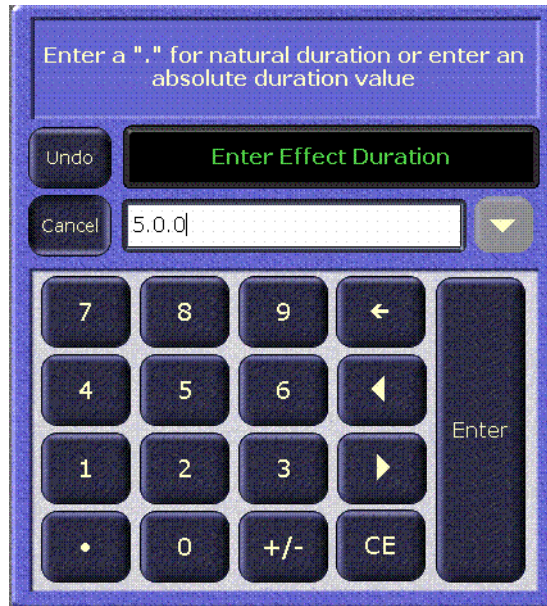 Enter a "." for natural duration or enter an
absolute duration value
Undo
Enter Effect Duration
Cancel
5.0.0
7 8 9 ←
4 5 6
Enter
1 2 3
• 0 +/- CE